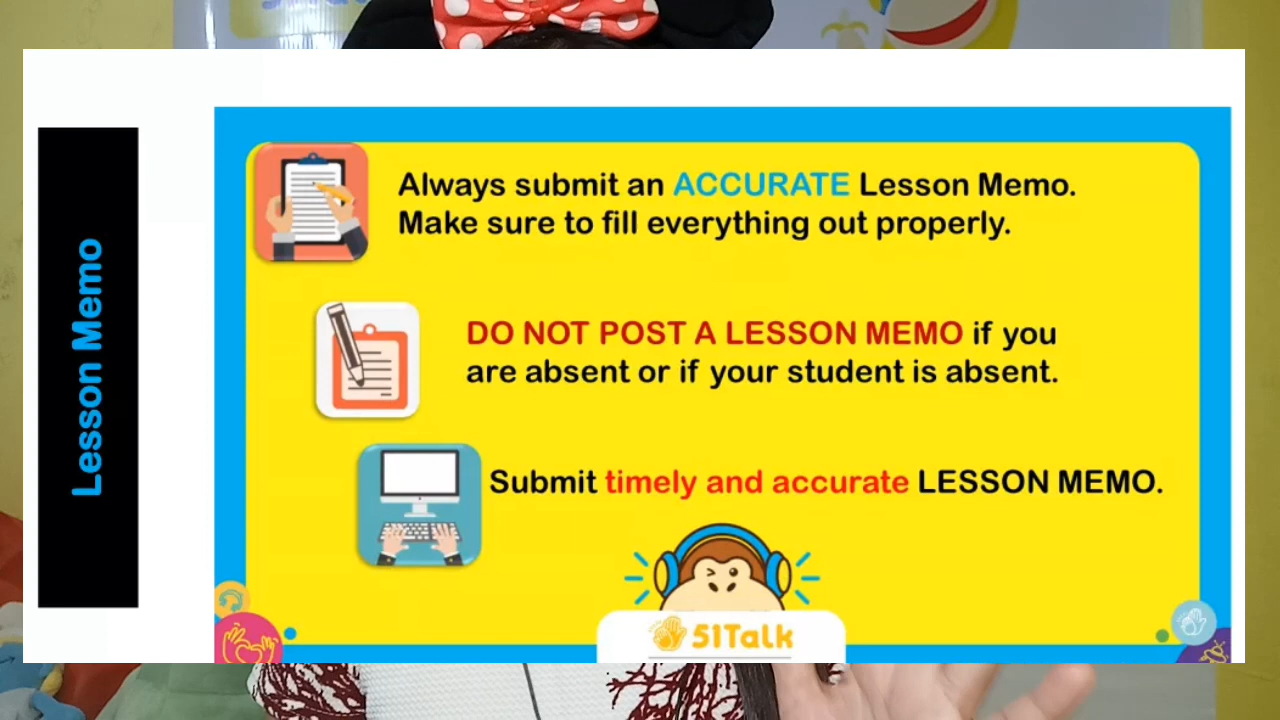 Lesson Memo
Always submit an ACCURATE Lesson Memo.
Make sure to fill everything out properly.
DO NOT POST A LESSON MEMO if you
are absent or if your student is absent.
Submit timely and accurate LESSON MEMO.
51Talk